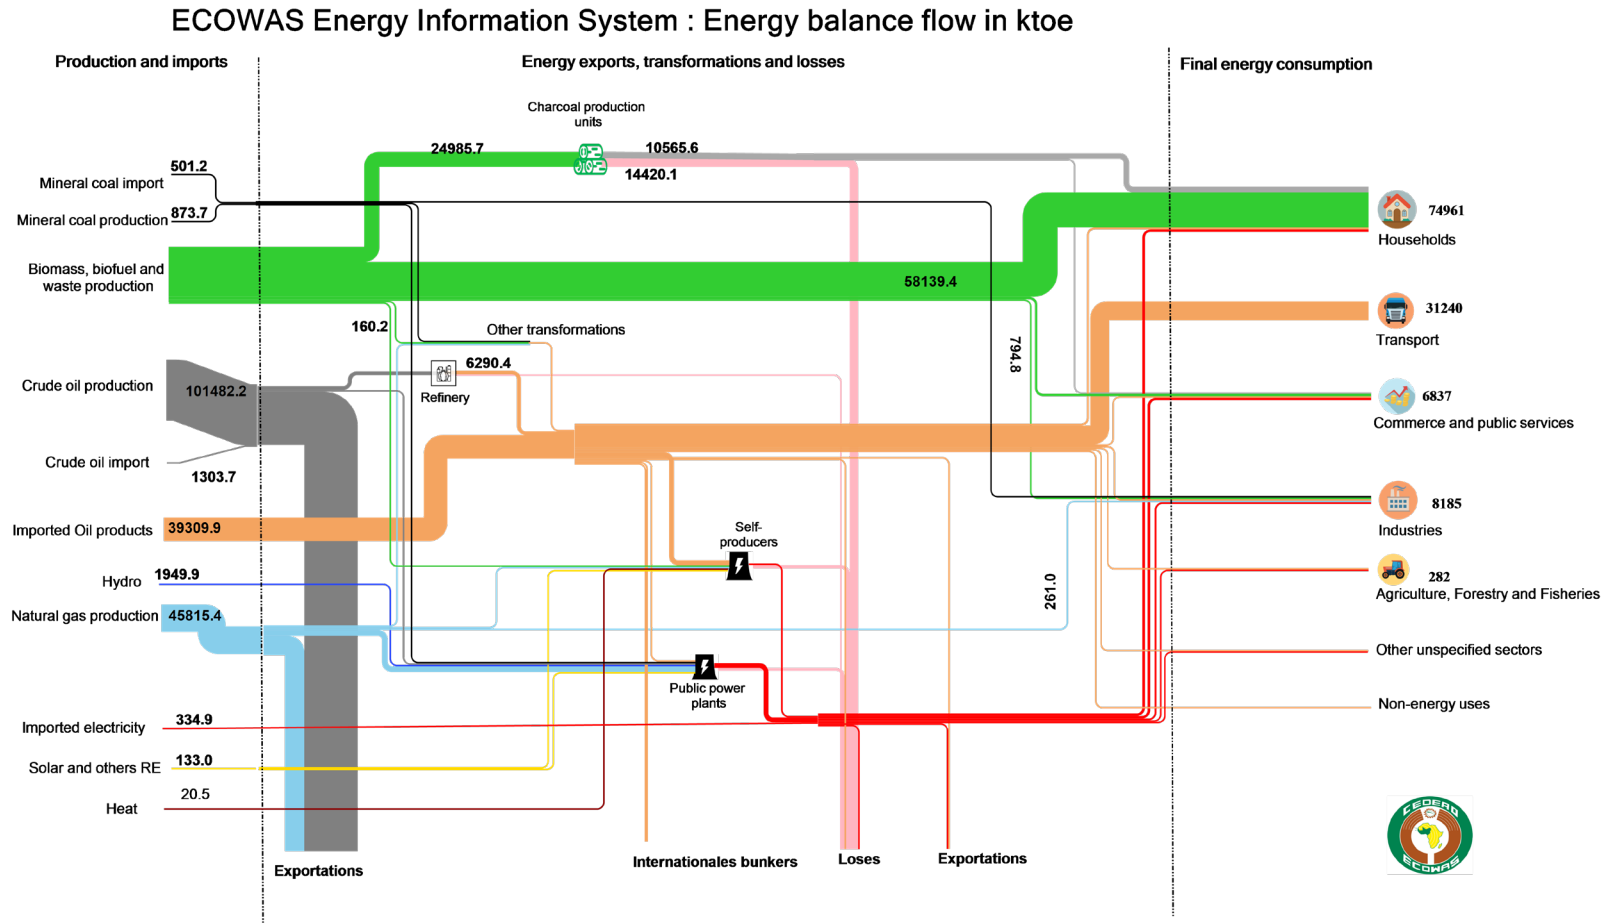 ECOWAS Energy Information System : Energy balance flow in ktoe
Production and imports
Energy exports, transformations and losses
Final energy consumption
Charcoal production
units
24985.7
10565.6
14420.1
501.2
Mineral coal import
873.7
Mineral coal production
74961
Households
Biomass, biofuel and
waste production
58139.4
160.2
Other transformations
31240
Transport
794.8
6290.4
Refinery
Crude oil production
101482.2
6837
Commerce and public services
Crude oil import
1303.7
8185
Industries
Imported Oil products
39309.9
Self-
producers
Hydro
1949.9
261.0
282
Agriculture, Forestry and Fisheries
Natural gas production
45815.4
Other unspecified sectors
Public power
plants
Non-energy uses
Imported electricity
334.9
Solar and others RE
133.0
Heat
20.5
Exportations
Internationales bunkers
Loses
Exportations
CEDEAO
ECOWAS